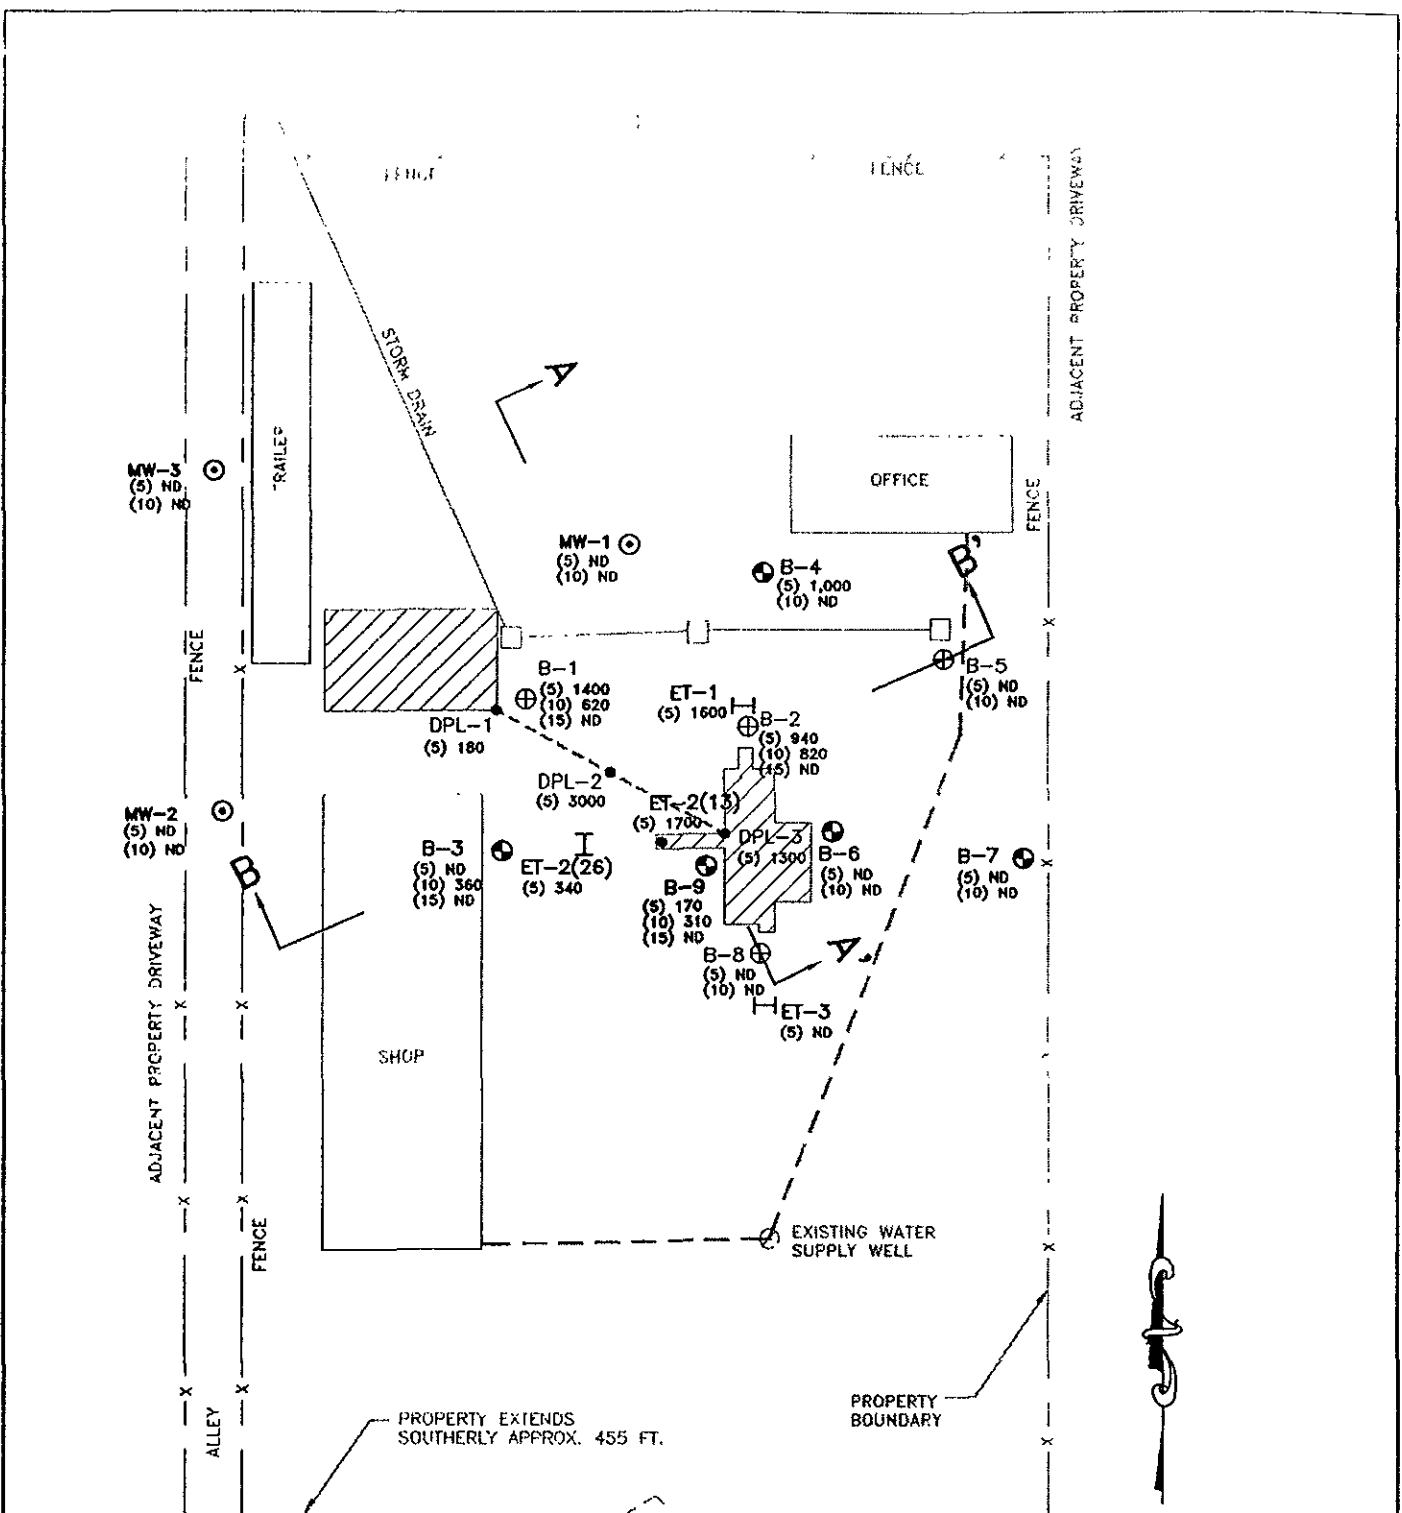 FENCE
FENCE
ADJACENT PROPERTY DRIVEWAY
STORM DRAIN
A
TRAILER
MW-3
(5) ND
(10) ND
OFFICE
FENCE
MW-1
(5) ND
(10) ND
B-4
(5) 1,000
(10) ND
B'
FENCE
B-1
(5) 1400
(10) 620
(15) ND
ET-1
(5) 1600
B-2
(5) 940
(10) 820
(15) ND
B-5
(5) ND
(10) ND
DPL-1
(5) 180
DPL-2
(5) 3000
ET-2(13)
(5) 1700
DPL-3
(5) 1300
MW-2
(5) ND
(10) ND
B
B-3
(5) ND
(10) 360
(15) ND
ET-2(26)
(5) 340
B-9
(5) 170
(10) 310
(15) ND
B-6
(5) ND
(10) ND
B-7
(5) ND
(10) ND
B-8
(5) ND
(10) ND
A'
ET-3
(5) ND
ADJACENT PROPERTY DRIVEWAY
SHOP
FENCE
EXISTING WATER
SUPPLY WELL
PROPERTY
BOUNDARY
ALLEY
PROPERTY EXTENDS
SOUTHERLY APPROX. 455 FT.